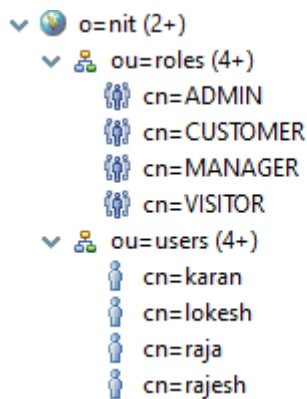 o=nit (2+)
ou=roles (4+)
cn=ADMIN
cn=CUSTOMER
cn=MANAGER
cn=VISITOR
ou=users (4+)
cn=karan
cn=lokesh
cn=raja
cn=rajesh